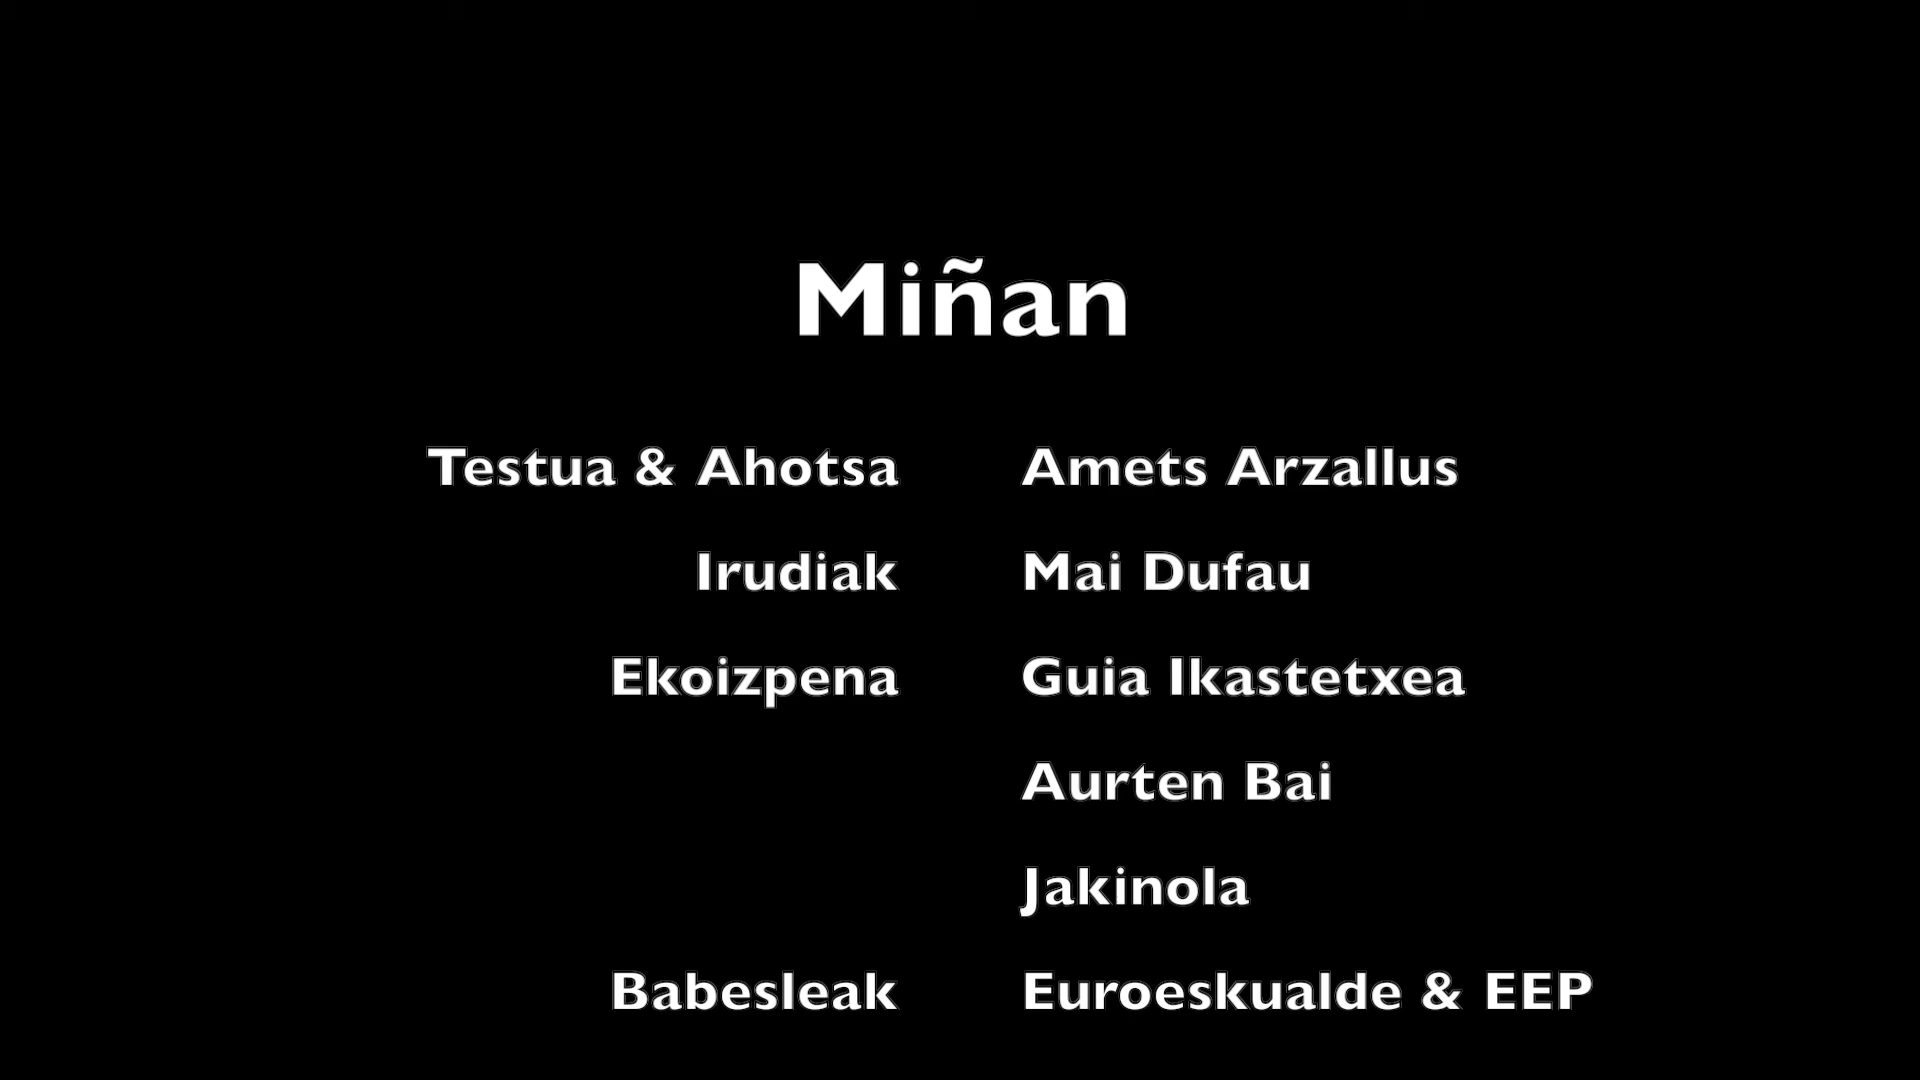 Miñan
Testua & Ahotsa Amets Arzallus
Irudiak Mai Dufau
Ekoizpena Guia Ikastetxea
Aurten Bai
Jakinola
Babesleak Euroeskualde & EEP